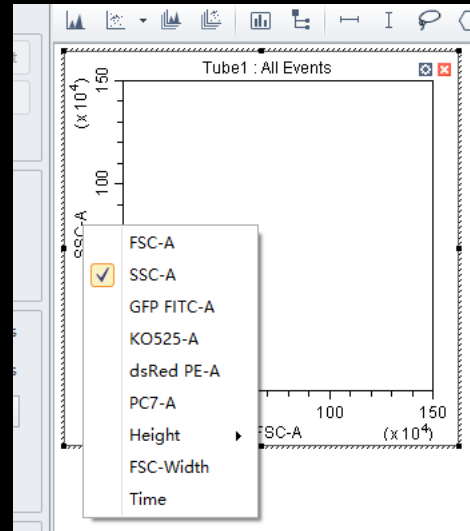 Tube1 : All Events
(x 10⁴)
150
100
SSC-A
FSC-A
SSC-A
GFP FITC-A
KO525-A
dsRed PE-A
PC7-A
Height
FSC-Width
Time
100
150
FSC-A
(x 10⁴)